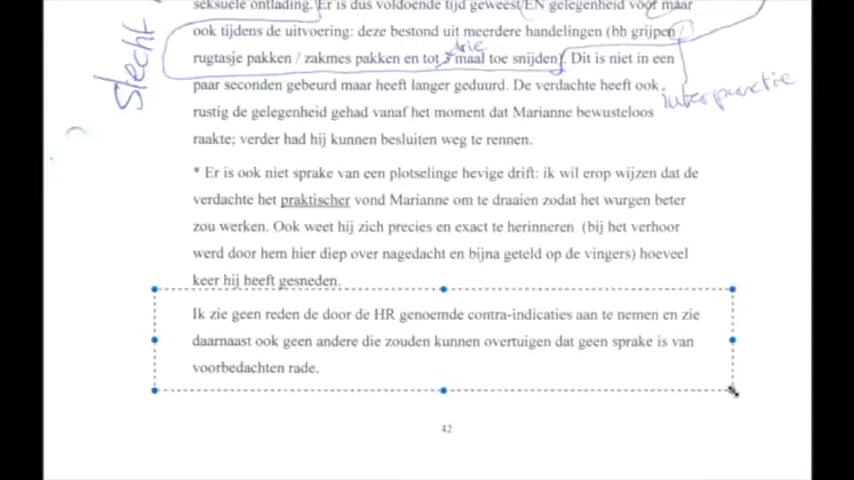 seksuele ontlading. Er is dus voldoende tijd geweest EN gelegenheid voor maar
ook tijdens de uitvoering: deze bestond uit meerdere handelingen (bh grijpen /
drie
rugtasje pakken / zakmes pakken en tot 3 maal toe snijden). Dit is niet in een
slecht
paar seconden gebeurd maar heeft langer geduurd. De verdachte heeft ook
interpunctie
rustig de gelegenheid gehad vanaf het moment dat Marianne bewusteloos
raakte; verder had hij kunnen besluiten weg te rennen.
* Er is ook niet sprake van een plotselinge hevige drift: ik wil erop wijzen dat de
verdachte het praktischer vond Marianne om te draaien zodat het wurgen beter
zou werken. Ook weet hij zich precies en exact te herinneren (bij het verhoor
werd door hem hier diep over nagedacht en bijna geteld op de vingers) hoeveel
keer hij heeft gesneden.
Ik zie geen reden de door de HR genoemde contra-indicaties aan te nemen en zie
daarnaast ook geen andere die zouden kunnen overtuigen dat geen sprake is van
voorbedachten rade.
42